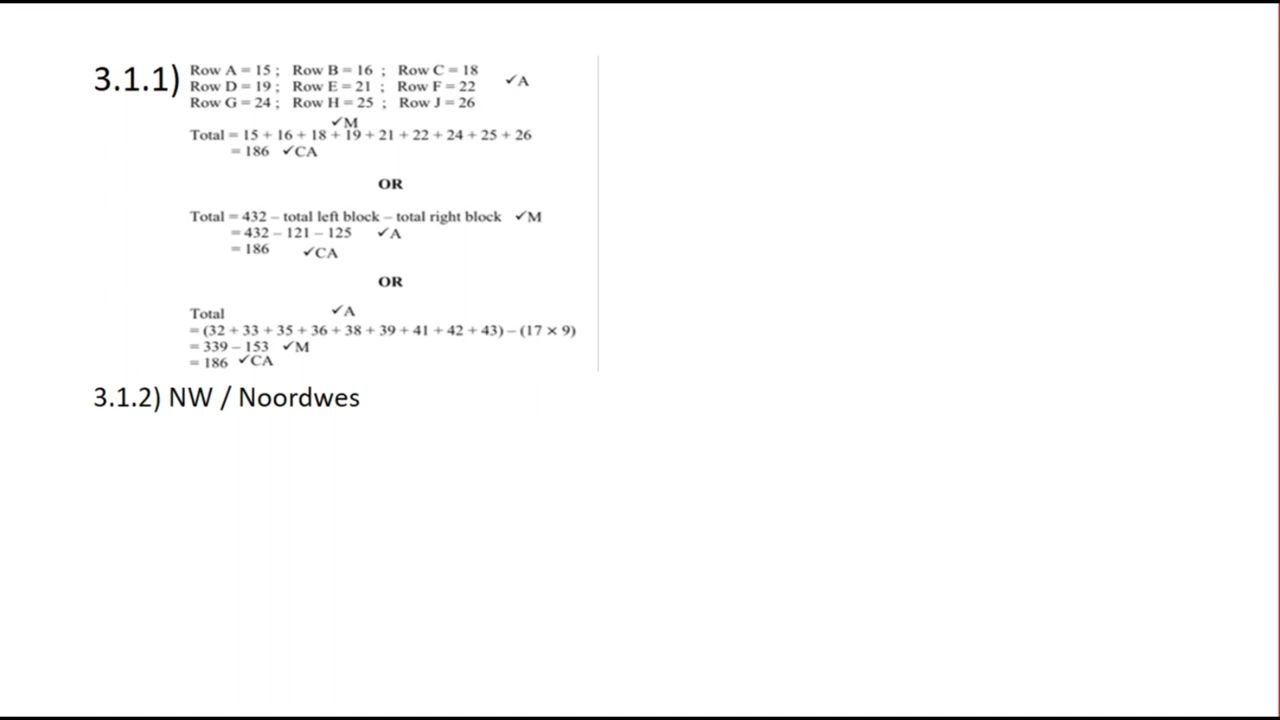 3.1.1) Row A = 15 ; Row B = 16 ; Row C = 18
Row D = 19 ; Row E = 21 ; Row F = 22 ✓A
Row G = 24 ; Row H = 25 ; Row J = 26
✓M
Total = 15 + 16 + 18 + 19 + 21 + 22 + 24 + 25 + 26
= 186 ✓CA
OR
Total = 432 – total left block – total right block ✓M
= 432 – 121 – 125 ✓A
= 186 ✓CA
OR
Total ✓A
= (32 + 33 + 35 + 36 + 38 + 39 + 41 + 42 + 43) – (17 × 9)
= 339 – 153 ✓M
= 186 ✓CA
3.1.2) NW / Noordwes